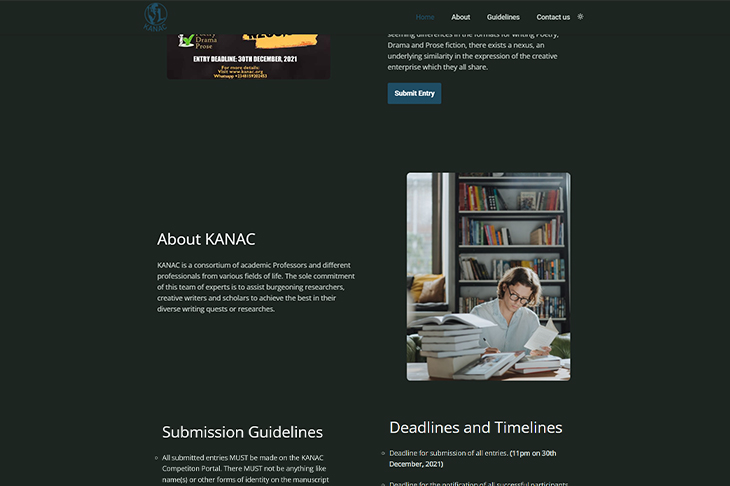 KANAC
Home
About
Guidelines
Contact us
Drama
Prose
ENTRY DEADLINE: 30TH DECEMBER, 2021
For more details:
Visit www.kanac.org
seeming differences in the formats for writing Poetry,
Drama and Prose fiction, there exists a nexus, an
underlying similarity in the expression of the creative
enterprise which they all share.
Submit Entry
About KANAC
KANAC is a consortium of academic Professors and different
professionals from various fields of life. The sole commitment
of this team of experts is to assist burgeoning researchers,
creative writers and scholars to achieve the best in their
diverse writing quests or researches.
Submission Guidelines
All submitted entries MUST be made on the KANAC
Competiton Portal. There MUST not be anything like
name(s) or other forms of identity on the manuscript
Deadlines and Timelines
Deadline for submission of all entries. (11pm on 30th
December, 2021)
Deadline for the notification of all successful participants